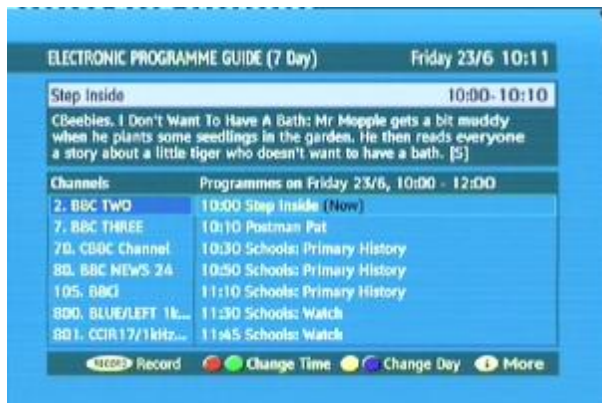 ELECTRONIC PROGRAMME GUIDE (7 Day) Friday 23/6 10:11
Step Inside 10:00-10:10
CBeebies. I Don't Want To Have A Bath: Mr Mopple gets a bit muddy
when he plants some seedlings in the garden. He then reads everyone
a story about a little tiger who doesn't want to have a bath. [S]
Channels Programmes on Friday 23/6, 10:00 - 12:00
2. BBC TWO 10:00 Step Inside (Now)
7. BBC THREE 10:10 Postman Pat
70. CBBC Channel 10:30 Schools: Primary History
80. BBC NEWS 24 10:50 Schools: Primary History
105. BBCi 11:10 Schools: Primary History
800. BLUE/LEFT 1k... 11:30 Schools: Watch
801. CCIR17/1kHz... 11:45 Schools: Watch
RECORD Record Change Time Change Day i More